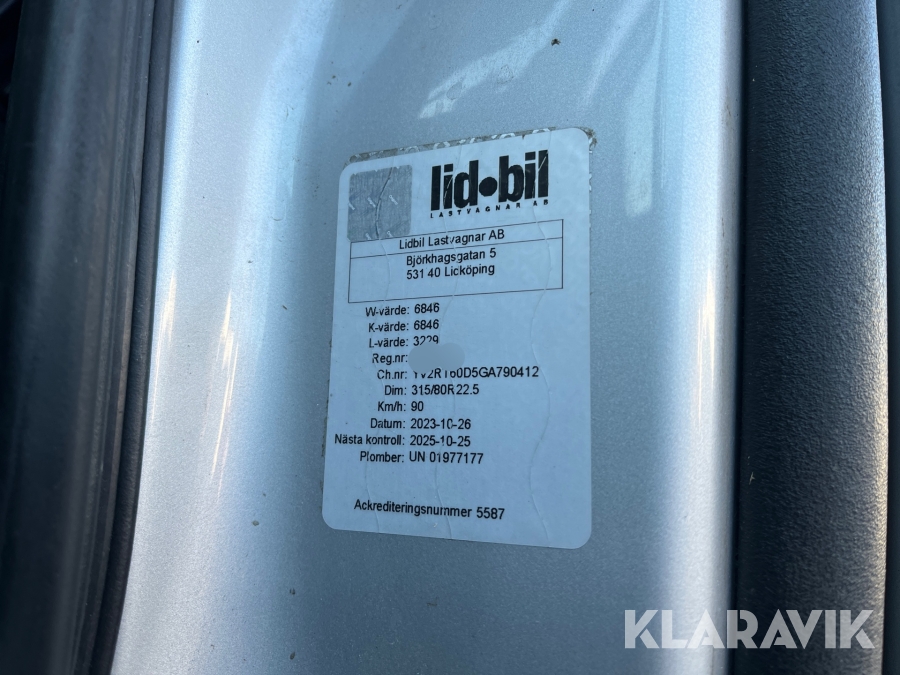 lid•bil
LASTVAGNAR AB
Lidbil Lastvagnar AB
Björkhagsgatan 5
531 40 Lickoping
W-värde: 6846
K-värde: 6846
L-värde: 3229
Reg.nr:
Ch.nr: YV2RT60D5GA790412
Dim: 315/80R22.5
Km/h: 90
Datum: 2023-10-26
Nästa kontroll: 2025-10-25
Plomber: UN 01977177
Ackrediteringsnummer 5587
KLARAVIK